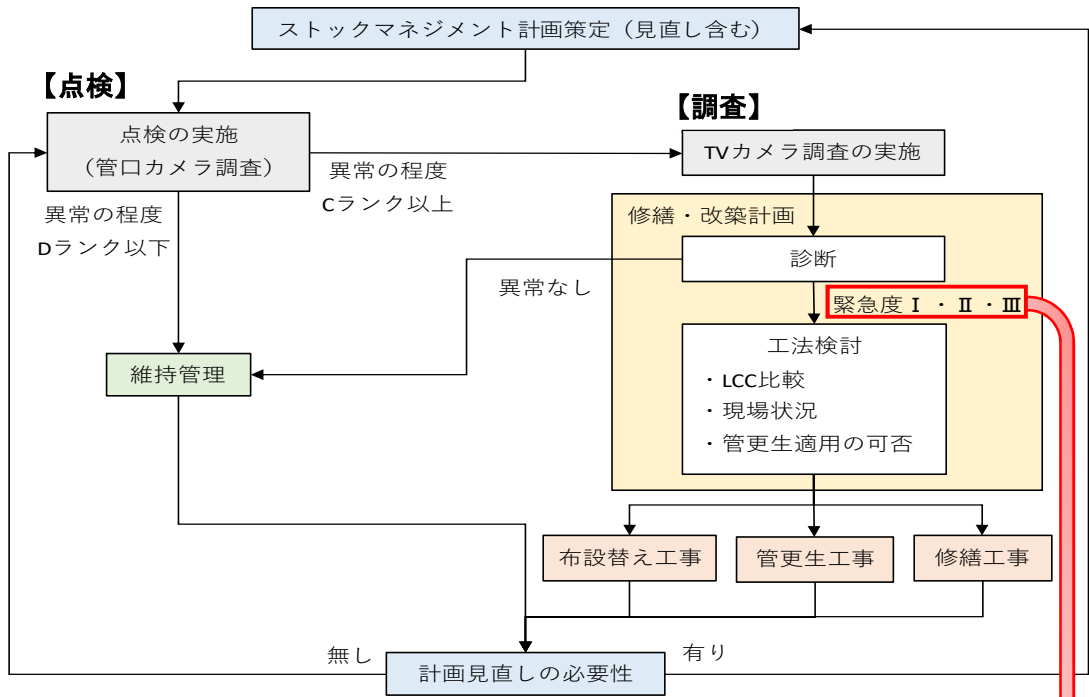 ストックマネジメント計画策定（見直し含む）
【点検】
点検の実施
（管口カメラ調査）
異常の程度
Cランク以上
異常の程度
Dランク以下
【調査】
TVカメラ調査の実施
修繕・改築計画
診断
異常なし
緊急度Ⅰ・Ⅱ・Ⅲ
工法検討
・LCC比較
・現場状況
・管更生適用の可否
維持管理
布設替え工事
管更生工事
修繕工事
無し
計画見直しの必要性
有り